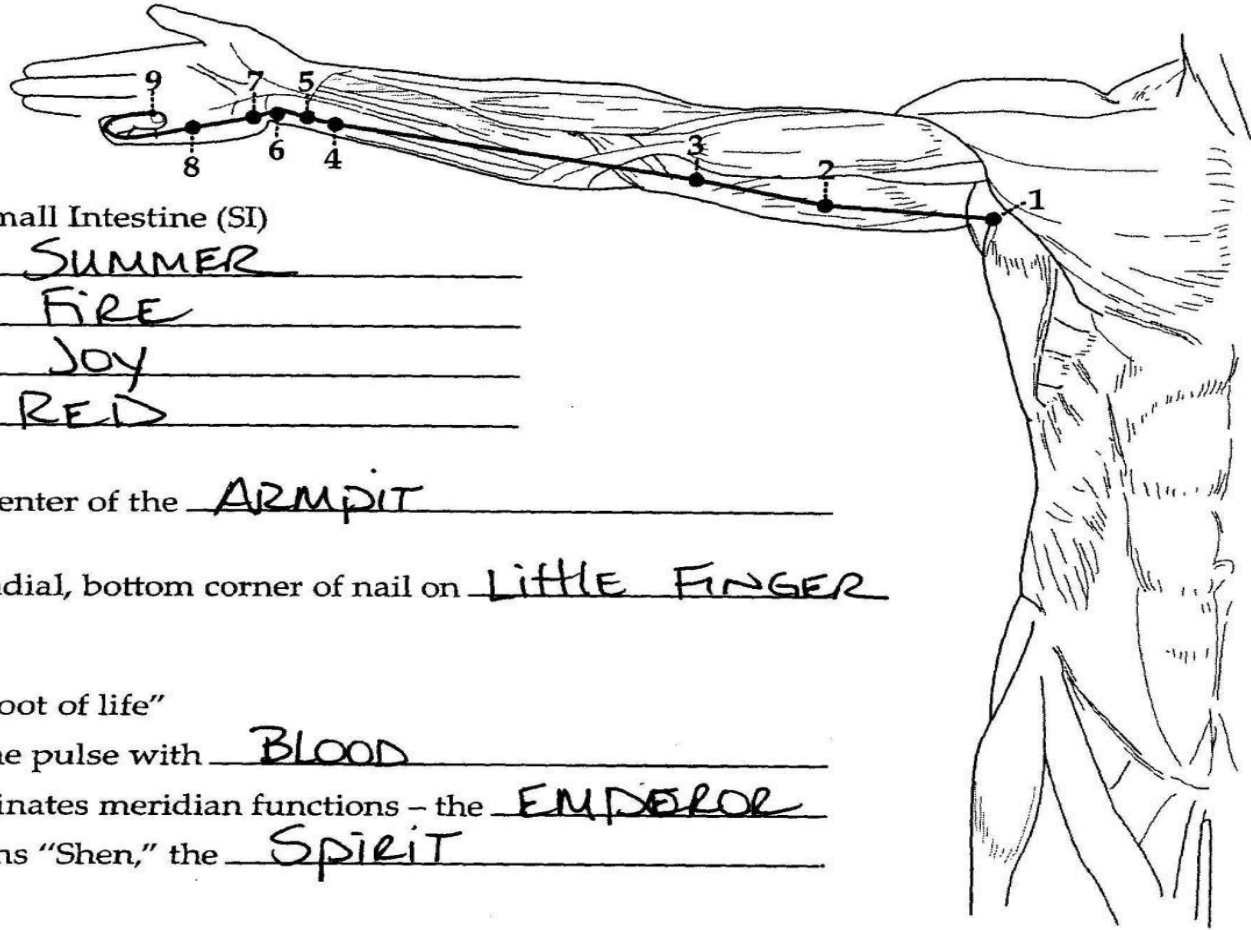 9 7 5
8 6 4 3 2 1
mall Intestine (SI)
SUMMER
FiRE
JOY
RED
enter of the ARMPIT
dial, bottom corner of nail on LittlE FINGER
oot of life”
e pulse with BLOOD
inates meridian functions – the EMPEROR
ns “Shen,” the SpiRiT